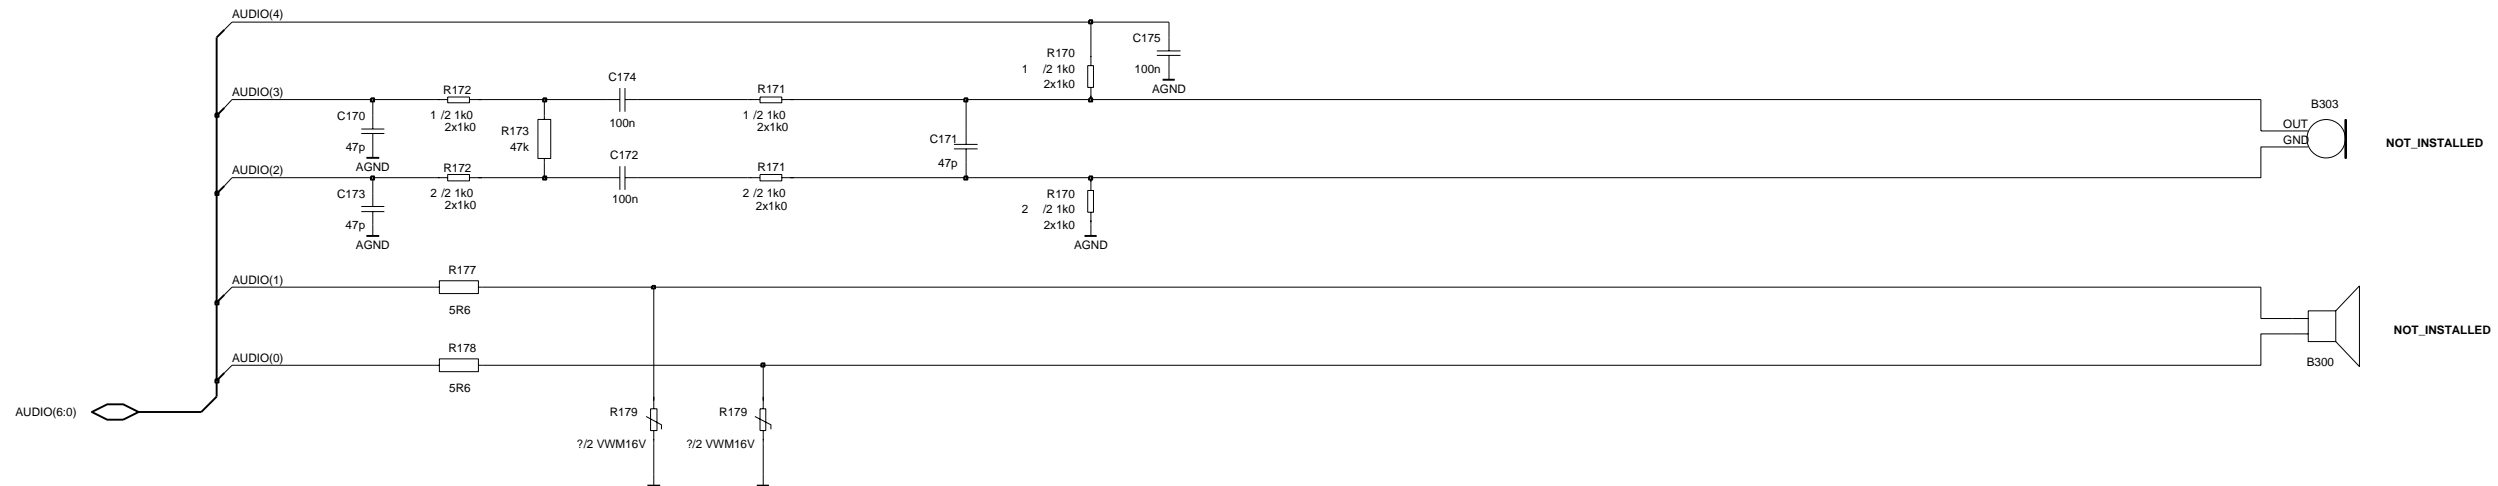 AUDIO(4)
C175
100n
AGND
R170
1 /2 1k0
2x1k0
AUDIO(3)
C170
47p
AGND
R172
1 /2 1k0
2x1k0
R173
47k
C174
100n
R171
1 /2 1k0
2x1k0
C171
47p
B303
OUT
GND
NOT_INSTALLED
AUDIO(2)
C173
47p
AGND
R172
2 /2 1k0
2x1k0
C172
100n
R171
2 /2 1k0
2x1k0
R170
2 /2 1k0
2x1k0
AGND
AUDIO(1)
R177
5R6
NOT_INSTALLED
B300
AUDIO(0)
R178
5R6
AUDIO(6:0)
R179
?/2 VWM16V
R179
?/2 VWM16V